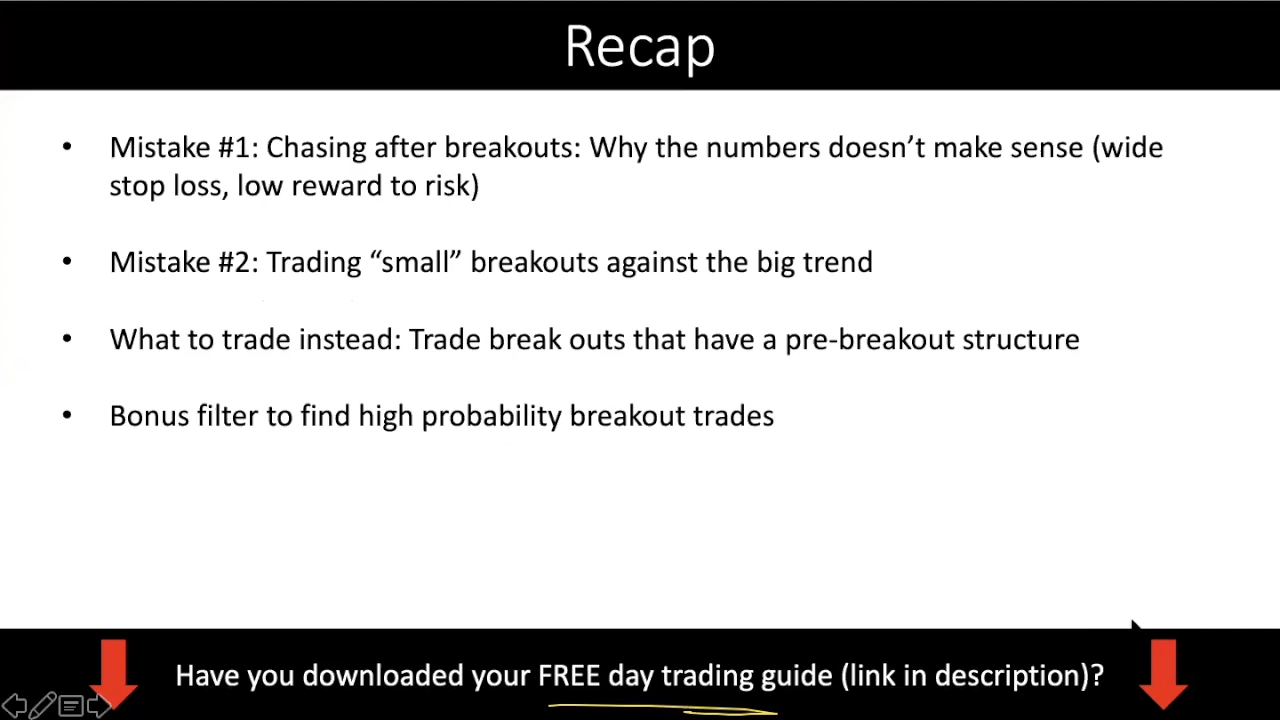 Recap
• Mistake #1: Chasing after breakouts: Why the numbers doesn’t make sense (wide
stop loss, low reward to risk)
• Mistake #2: Trading “small” breakouts against the big trend
• What to trade instead: Trade break outs that have a pre-breakout structure
• Bonus filter to find high probability breakout trades
Have you downloaded your FREE day trading guide (link in description)?